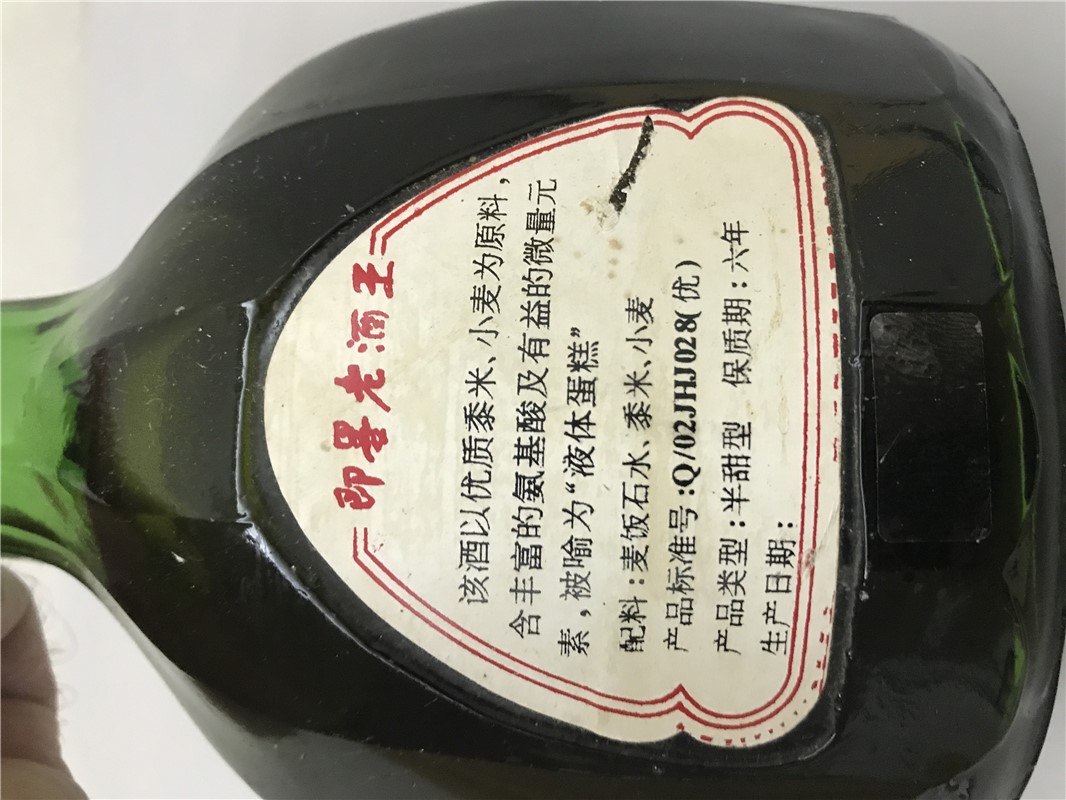 即墨老酒王
该酒以优质黍米、小麦为原料，
含丰富的氨基酸及有益的微量元
素，被喻为“液体蛋糕”
配料：麦饭石水、黍米、小麦
产品标准号：Q/02JHJ028(优)
产品类型：半甜型 保质期：六年
生产日期：